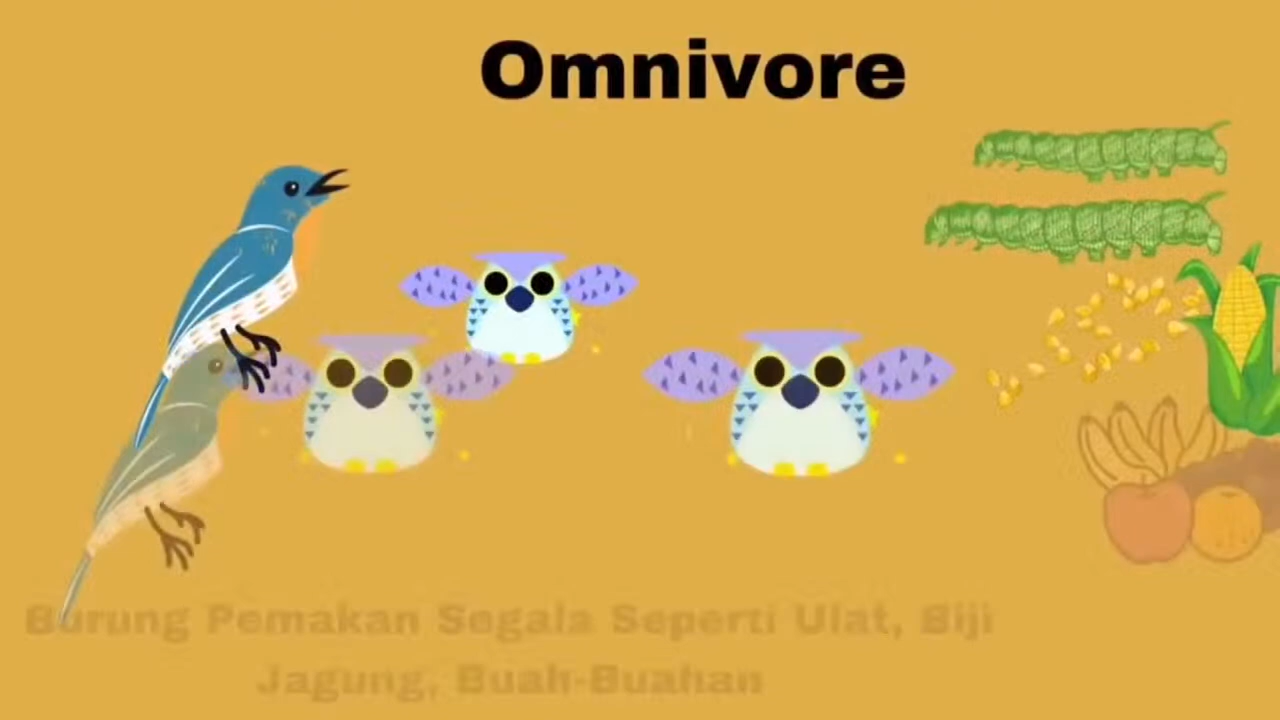 Omnivore
Burung Pemakan Segala Seperti Ulat, Biji
Jagung, Buah-Buahan